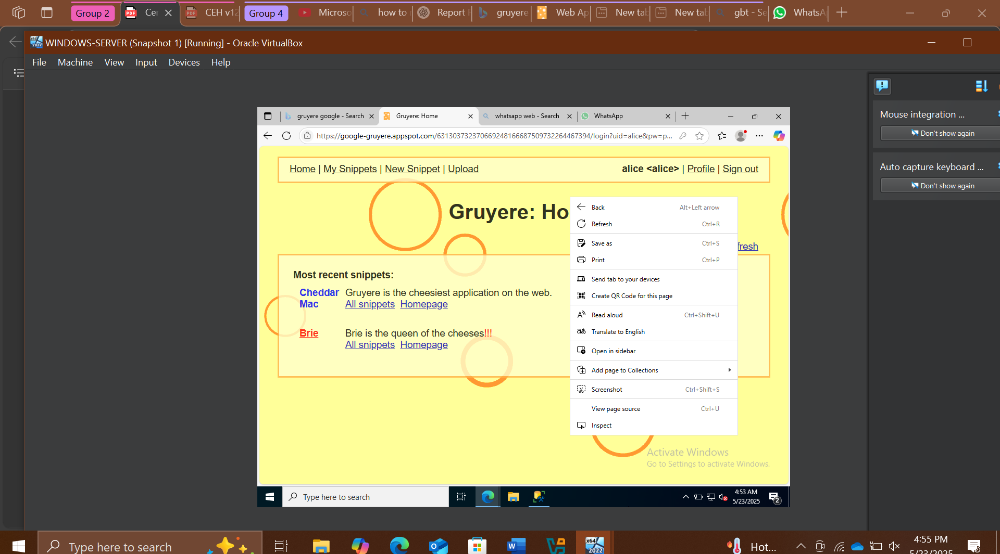 Group 2
Cer
CEH v12
Group 4
Microso
how to
Report
gruyere
Web Ap
New tab
New tab
gbt - Se
WhatsA
WINDOWS-SERVER (Snapshot 1) [Running] - Oracle VirtualBox
File Machine View Input Devices Help
Mouse integration ...
Don't show again
Auto capture keyboard ...
Don't show again
gruyere google - Search
Gruyere: Home
whatsapp web - Search
WhatsApp
https://google-gruyere.appspot.com/631303732370669248166687509732264467394/login?uid=alice&pw=p...
Home | My Snippets | New Snippet | Upload
alice <alice> | Profile | Sign out
Gruyere: Ho
fresh
Most recent snippets:
Cheddar Gruyere is the cheesiest application on the web.
Mac All snippets Homepage
Brie Brie is the queen of the cheeses!!!
All snippets Homepage
Back Alt+Left arrow
Refresh Ctrl+R
Save as Ctrl+S
Print Ctrl+P
Send tab to your devices
Create QR Code for this page
Read aloud Ctrl+Shift+U
Translate to English
Open in sidebar
Add page to Collections
Screenshot Ctrl+Shift+S
View page source Ctrl+U
Inspect
Activate Windows
Go to Settings to activate Windows.
Type here to search
4:53 AM
5/23/2025
2
Type here to search
x64
2022
Hot...
4:55 PM
5/23/2025